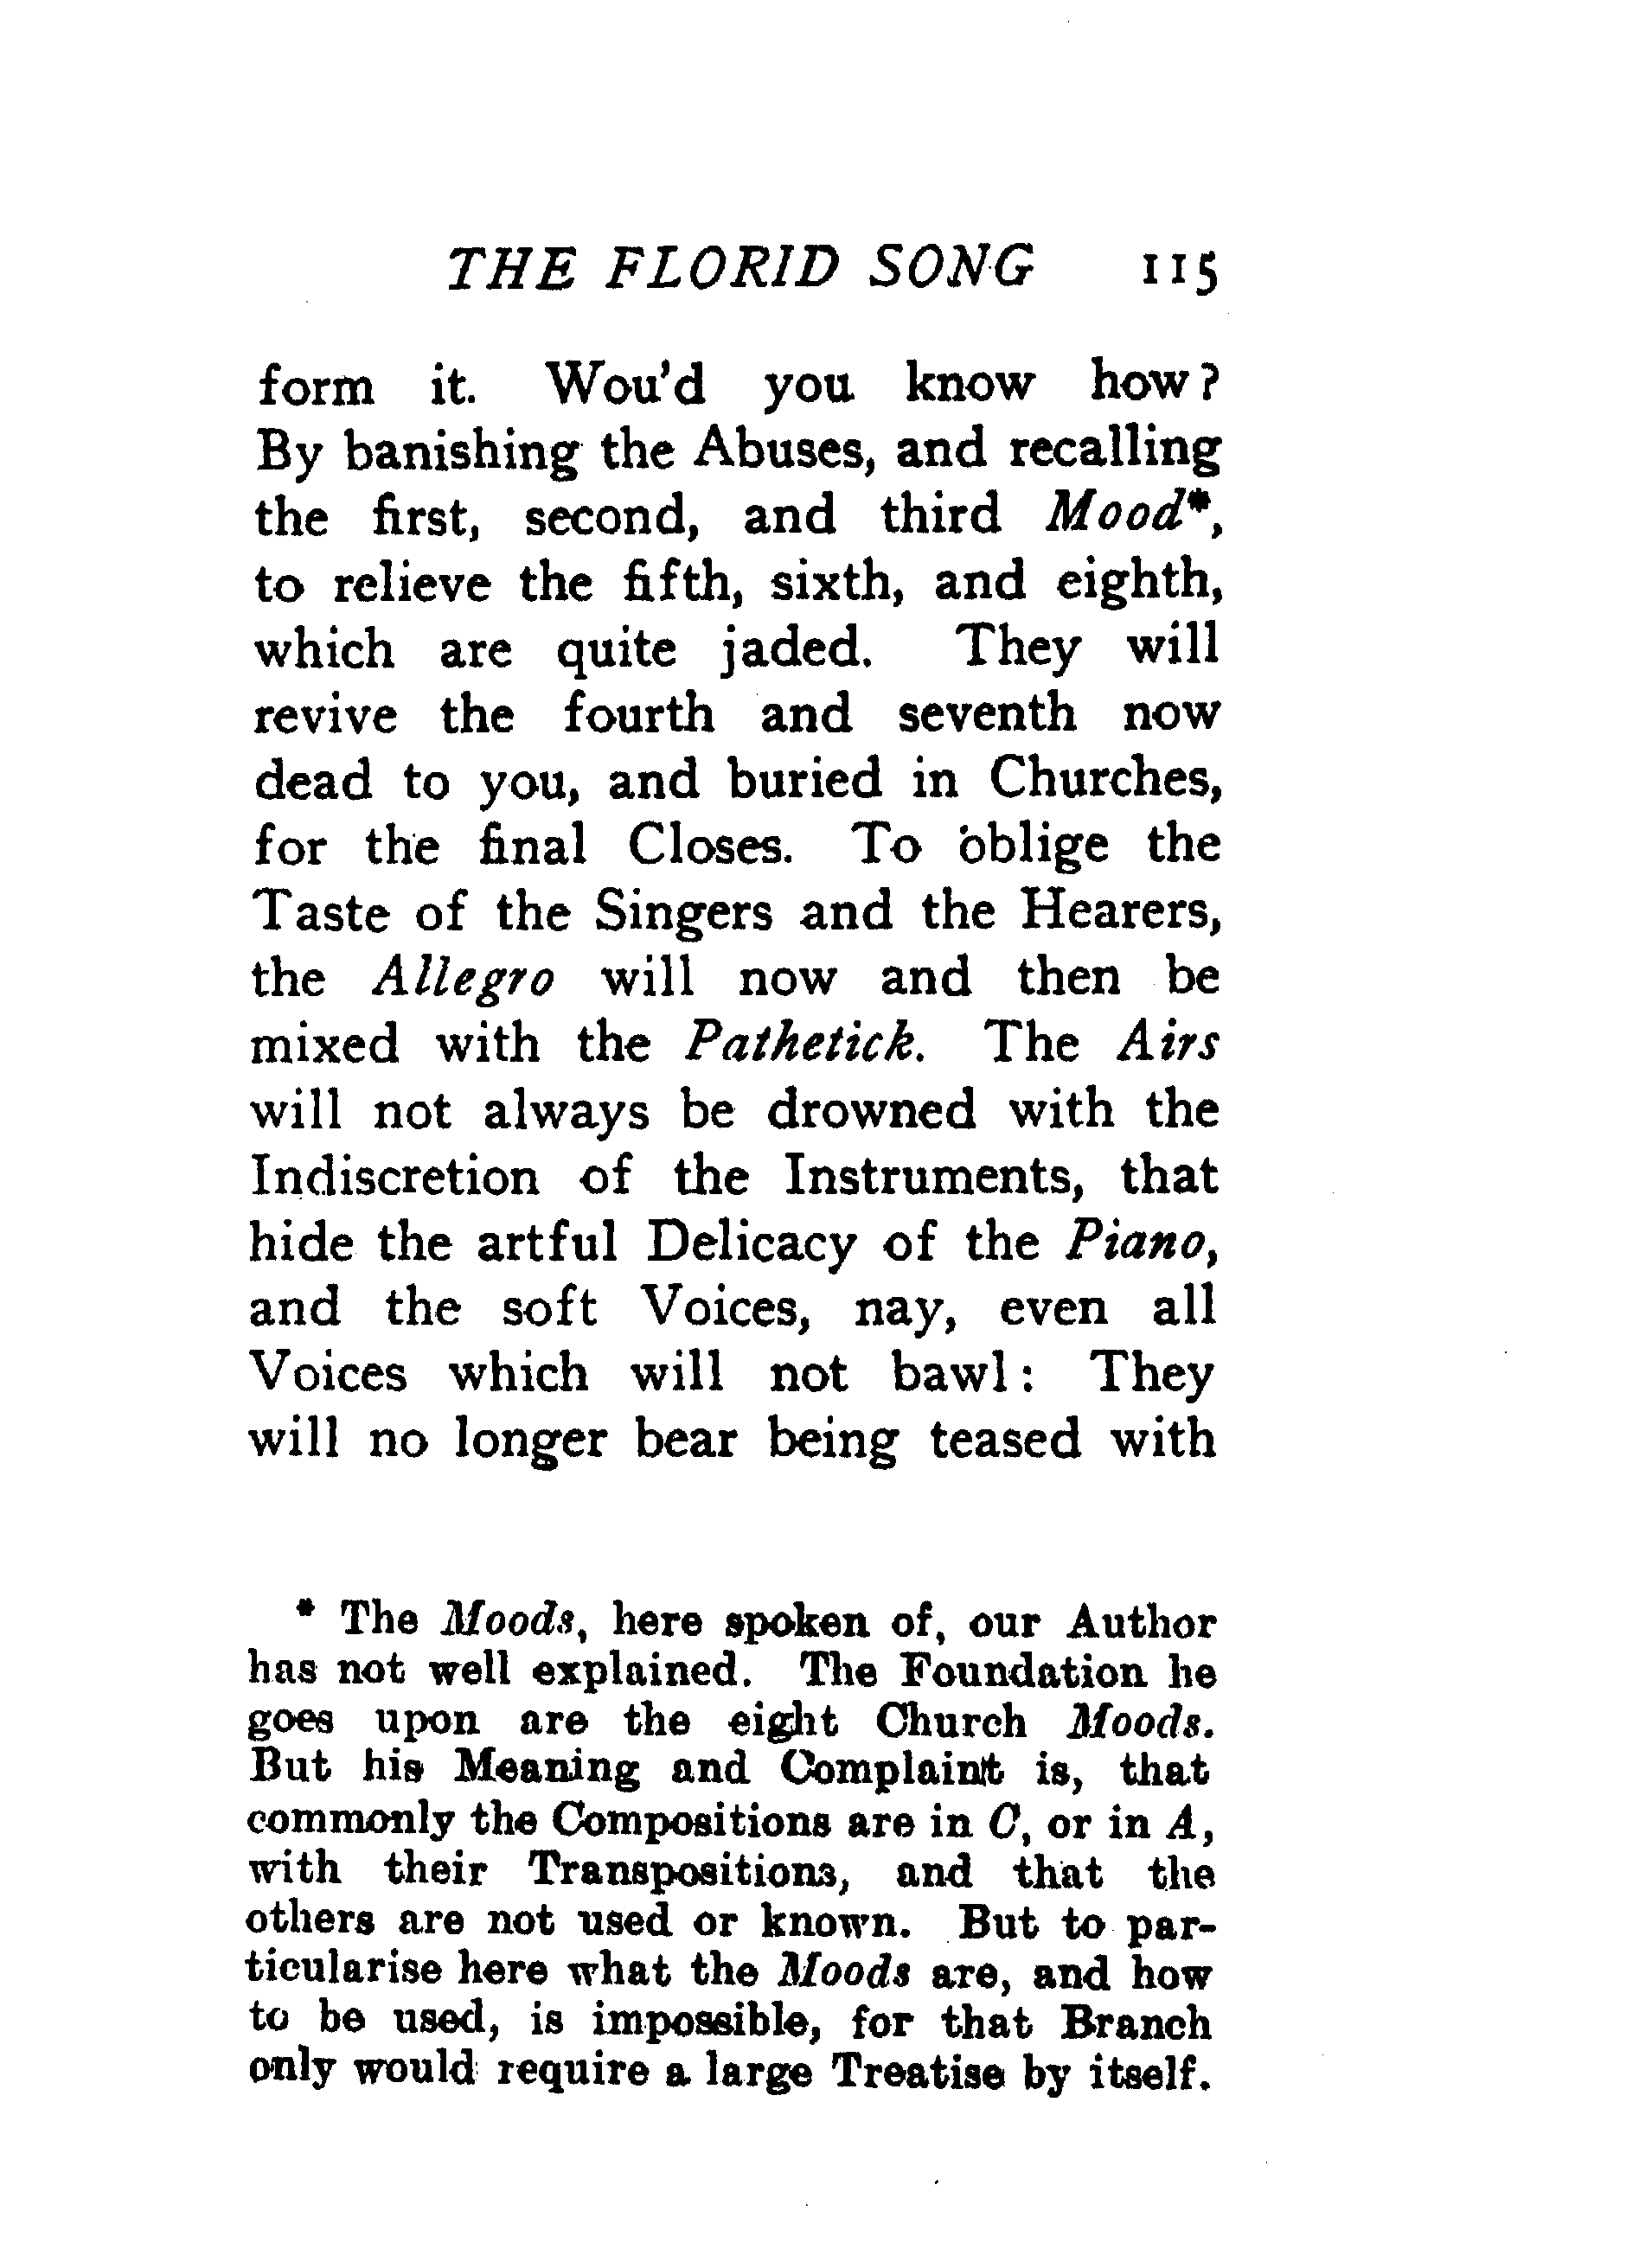 THE FLORID SONG 115
form it. Wou'd you know how?
By banishing the Abuses, and recalling
the first, second, and third Mood*,
to relieve the fifth, sixth, and eighth,
which are quite jaded. They will
revive the fourth and seventh now
dead to you, and buried in Churches,
for the final Closes. To oblige the
Taste of the Singers and the Hearers,
the Allegro will now and then be
mixed with the Pathetick. The Airs
will not always be drowned with the
Indiscretion of the Instruments, that
hide the artful Delicacy of the Piano,
and the soft Voices, nay, even all
Voices which will not bawl: They
will no longer bear being teased with
* The Moods, here spoken of, our Author
has not well explained. The Foundation he
goes upon are the eight Church Moods.
But his Meaning and Complaint is, that
commonly the Compositions are in C, or in A,
with their Transpositions, and that the
others are not used or known. But to par-
ticularise here what the Moods are, and how
to be used, is impossible, for that Branch
only would require a large Treatise by itself.